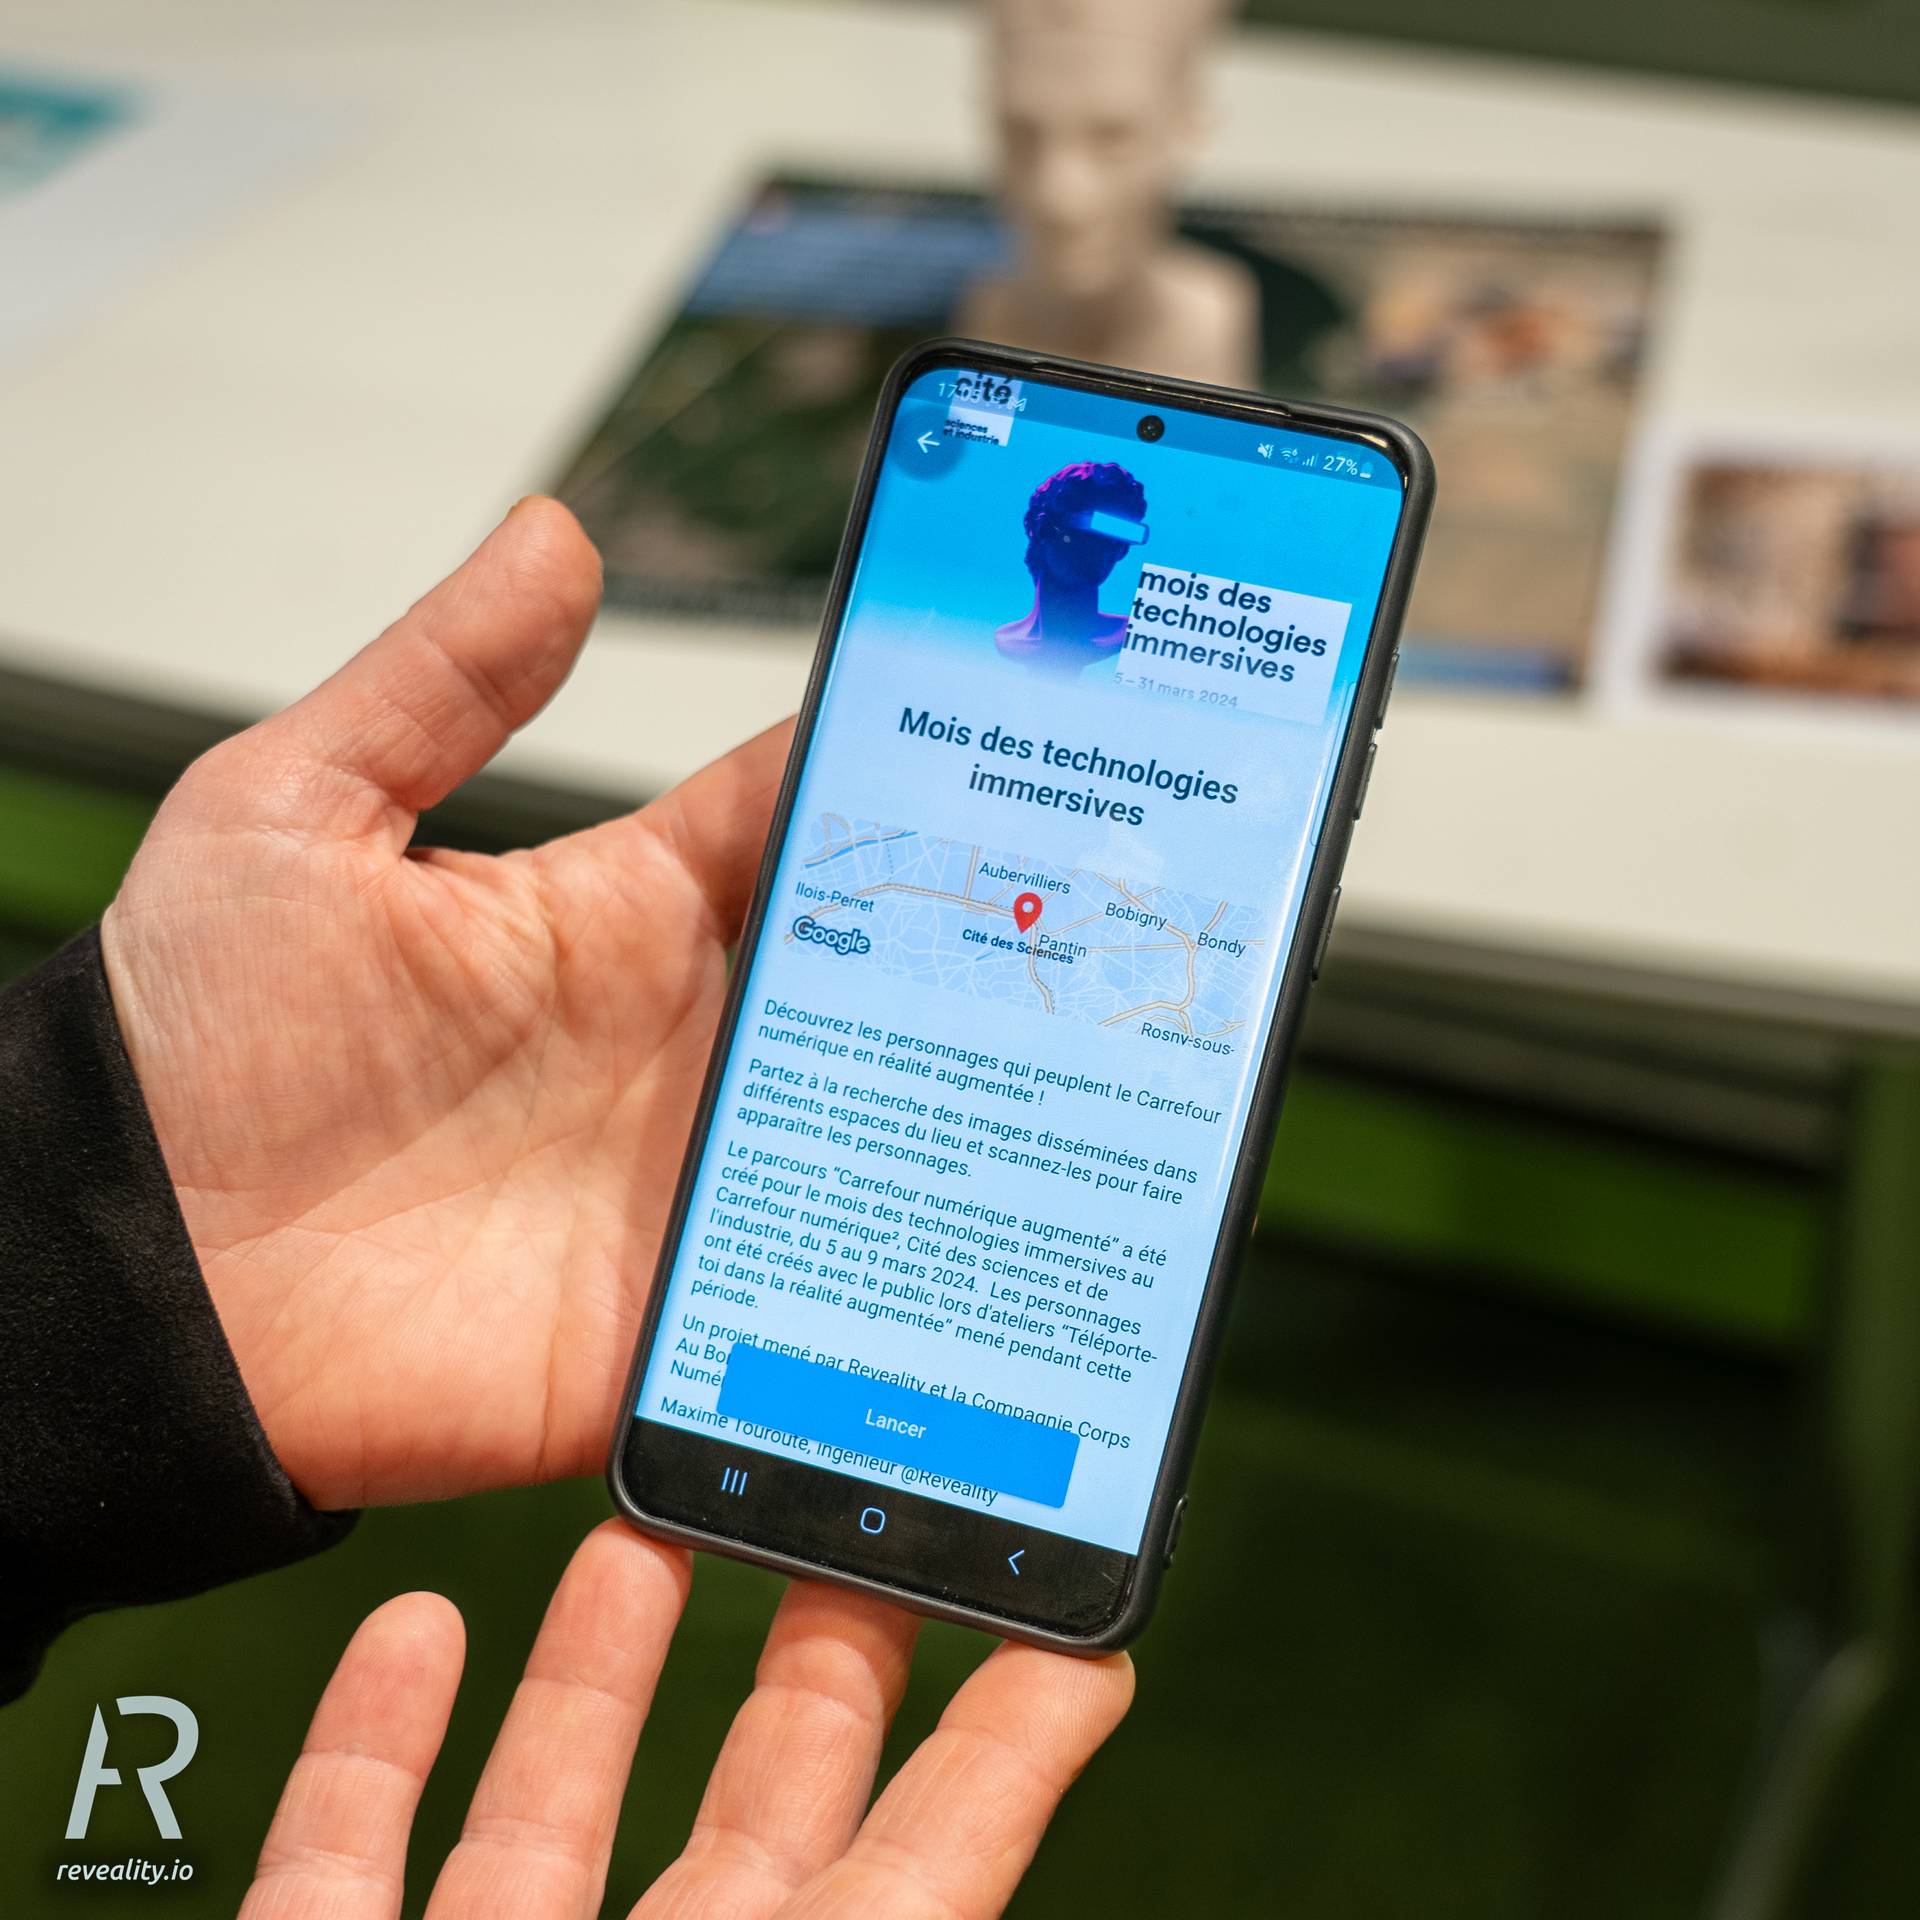 cité
sciences
et industrie
27%
mois des
technologies
immersives
5 – 31 mars 2024
Mois des technologies
immersives
Aubervilliers
llois-Perret
Bobigny
Bondy
Google
Cité des Sciences
Pantin
Rosny-sous-
Découvrez les personnages qui peuplent le Carrefour
numérique en réalité augmentée !
Partez à la recherche des images disséminées dans
différents espaces du lieu et scannez-les pour faire
apparaître les personnages.
Le parcours “Carrefour numérique augmenté” a été
créé pour le mois des technologies immersives au
Carrefour numérique², Cité des sciences et de
l'industrie, du 5 au 9 mars 2024. Les personnages
ont été créés avec le public lors d'ateliers “Téléporte-
toi dans la réalité augmentée” mené pendant cette
période.
Un projet mené par Reveality et la Compagnie Corps
Au Bo
Numé
Lancer
Maxime Touroute, Ingénieur @Reveality
AR
reveality.io